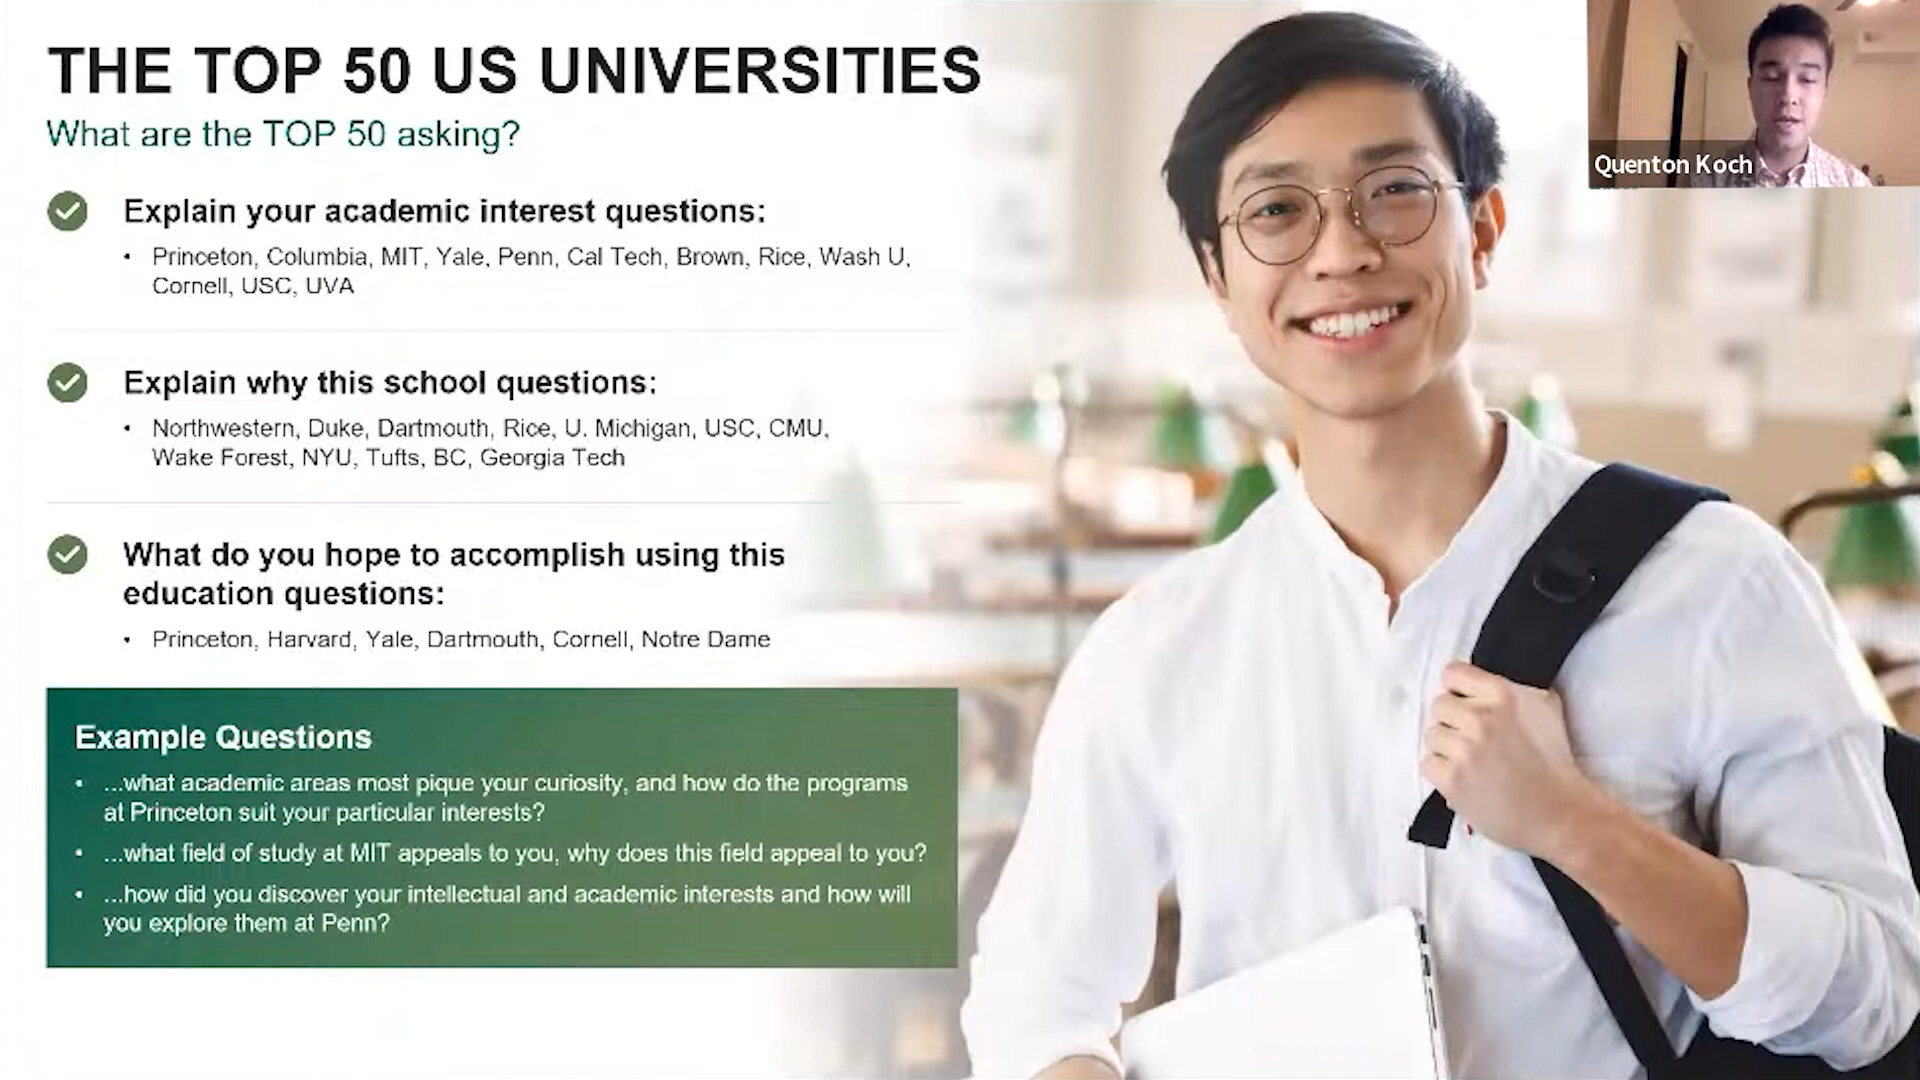 THE TOP 50 US UNIVERSITIES
What are the TOP 50 asking?
Explain your academic interest questions:
• Princeton, Columbia, MIT, Yale, Penn, Cal Tech, Brown, Rice, Wash U,
Cornell, USC, UVA
Explain why this school questions:
• Northwestern, Duke, Dartmouth, Rice, U. Michigan, USC, CMU,
Wake Forest, NYU, Tufts, BC, Georgia Tech
What do you hope to accomplish using this
education questions:
• Princeton, Harvard, Yale, Dartmouth, Cornell, Notre Dame
Example Questions
• ...what academic areas most pique your curiosity, and how do the programs
at Princeton suit your particular interests?
• ...what field of study at MIT appeals to you, why does this field appeal to you?
• ...how did you discover your intellectual and academic interests and how will
you explore them at Penn?
Quenton Koch